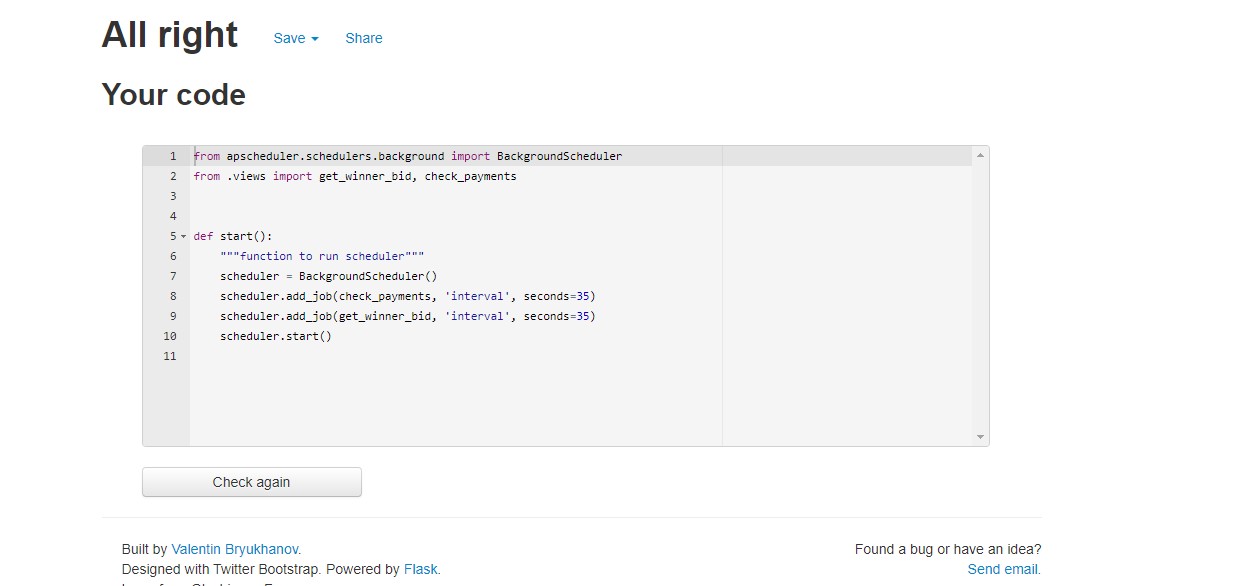 All right Save Share
Your code
1 from apscheduler.schedulers.background import BackgroundScheduler
2 from .views import get_winner_bid, check_payments
3
4
5 def start():
6 """function to run scheduler"""
7 scheduler = BackgroundScheduler()
8 scheduler.add_job(check_payments, 'interval', seconds=35)
9 scheduler.add_job(get_winner_bid, 'interval', seconds=35)
10 scheduler.start()
11
Check again
Built by Valentin Bryukhanov. Found a bug or have an idea?
Designed with Twitter Bootstrap. Powered by Flask. Send email.